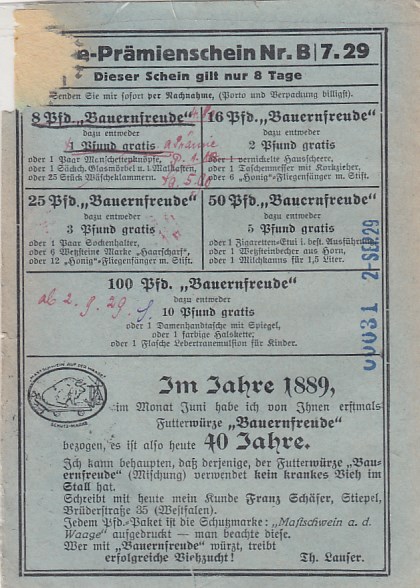 e-Prämienschein Nr. B | 7. 29
Dieser Schein gilt nur 8 Tage
Senden Sie mir sofort per Nachnahme, (Porto und Verpackung billigst).
8 Pfd. „Bauernfreude“
dazu entweder
1 Pfund gratis
oder 1 Paar Manschettenknöpfe,
oder 1 Säckch. Glasmörbel u. 1 Malkasten,
oder 25 Stück Wäscheklammern.
16 Pfd. „Bauernfreude“
dazu entweder
2 Pfund gratis
oder 1 vernickelte Hausschere,
oder 1 Taschenmesser mit Korkzieher,
oder 6 „Honig“-Fliegenfänger m. Stift.
25 Pfd. „Bauernfreude“
dazu entweder
3 Pfund gratis
oder 1 Paar Sockenhalter,
oder 6 Wetzsteine Marke „Haarscharf“,
oder 12 „Honig“-Fliegenfänger m. Stift.
50 Pfd. „Bauernfreude“
dazu entweder
5 Pfund gratis
oder 1 Zigaretten-Etui i. best. Ausführung
oder 1 Wetzsteinbecher aus Horn,
oder 1 Milchkanne für 1,5 Liter.
100 Pfd. „Bauernfreude“
dazu entweder
10 Pfund gratis
oder 1 Damenhandtasche mit Spiegel,
oder 1 farbige Halskette,
oder 1 Flasche Lebertranemulsion für Kinder.
ab 2. 9. 29.
00031 2. SEP. 29
SCHUTZ-MARKE
Im Jahre 1889,
im Monat Juni habe ich von Ihnen erstmals
Futterwürze „Bauernfreude“
bezogen, es ist also heute 40 Jahre.
Ich kann behaupten, daß derjenige, der Futterwürze „Bau-
ernfreude“ (Mischung) verwendet kein krankes Vieh im
Stall hat.
Schreibt mit heute mein Kunde Franz Schäfer, Stiepel,
Brüderstraße 35 (Westfalen).
Jedem Pfd.-Paket ist die Schutzmarke: „Mastschwein a. d.
Waage“ aufgedruckt — man beachte diese.
Wer mit „Bauernfreude“ würzt, treibt
erfolgreiche Viehzucht! Th. Lauser.